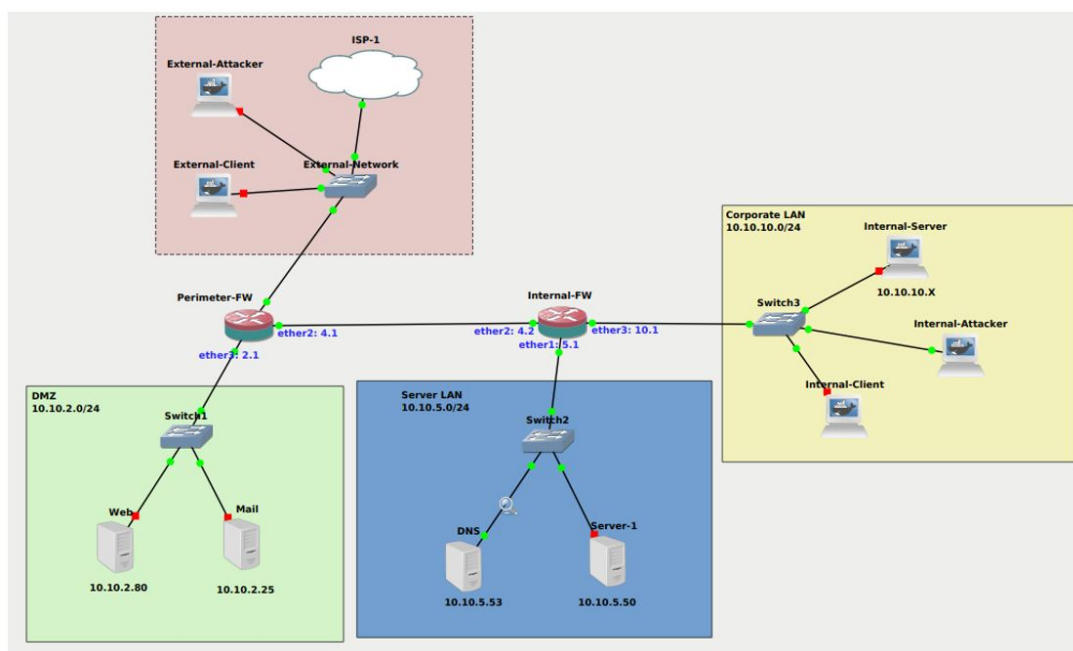 ISP-1
External-Attacker
External-Client
External-Network
Perimeter-FW
ether2: 4.1
ether3: 2.1
Internal-FW
ether2: 4.2
ether3: 10.1
ether1: 5.1
Corporate LAN
10.10.10.0/24
Internal-Server
10.10.10.X
Switch3
Internal-Attacker
Internal-Client
DMZ
10.10.2.0/24
Switch1
Web
Mail
10.10.2.80
10.10.2.25
Server LAN
10.10.5.0/24
Switch2
DNS
Server-1
10.10.5.53
10.10.5.50